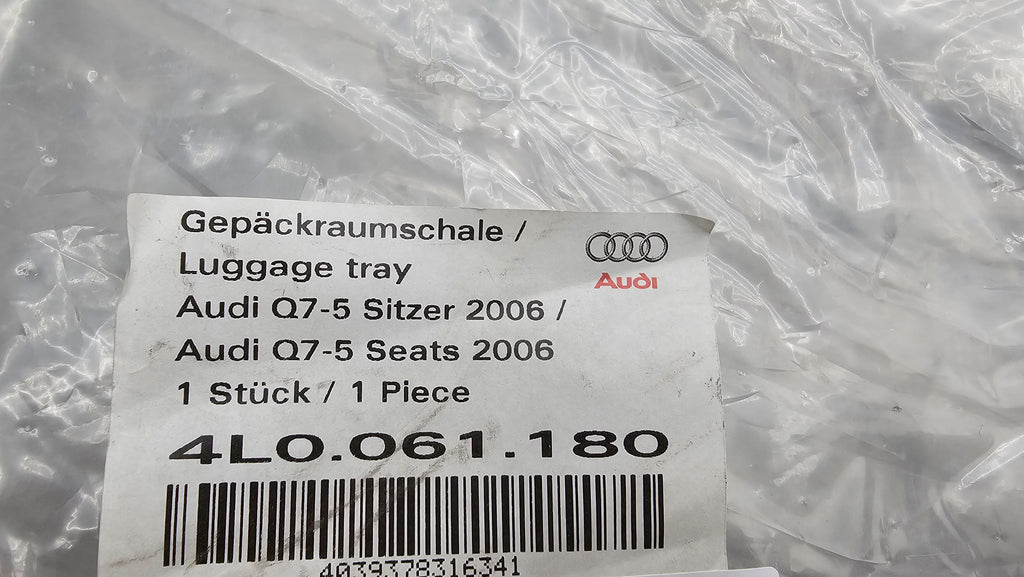 Gepäckraumschale /
Luggage tray
Audi
Audi Q7-5 Sitzer 2006 /
Audi Q7-5 Seats 2006
1 Stück / 1 Piece
4L0.061.180
4039378316341